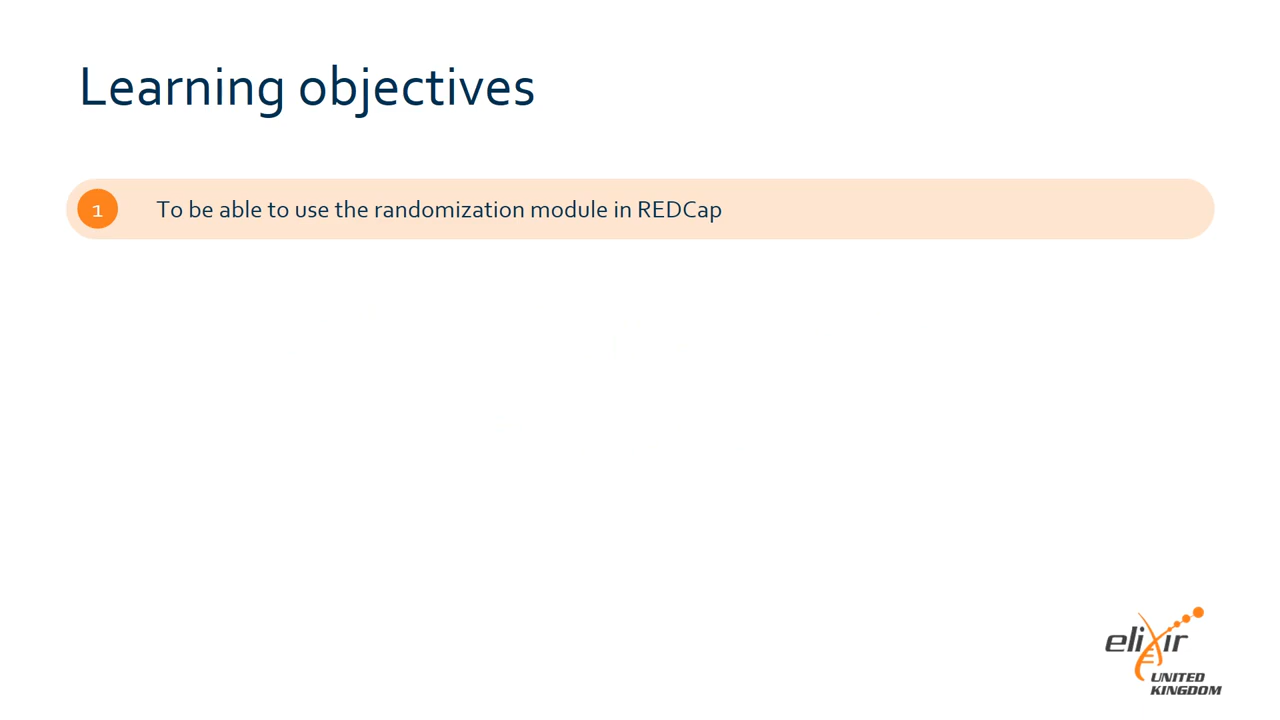 Learning objectives
1 To be able to use the randomization module in REDCap
elixir
UNITED
KINGDOM